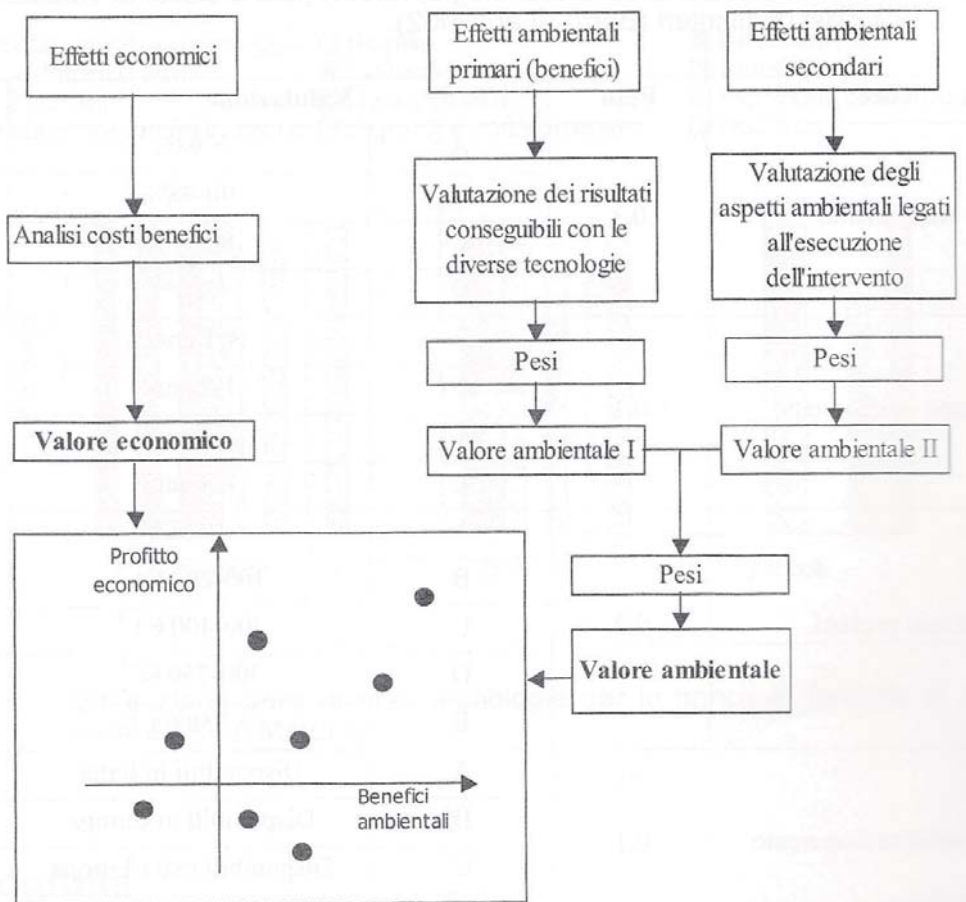 Effetti economici
Effetti ambientali
primari (benefici)
Effetti ambientali
secondari
Analisi costi benefici
Valutazione dei risultati
conseguibili con le
diverse tecnologie
Valutazione degli
aspetti ambientali legati
all'esecuzione
dell'intervento
Pesi
Pesi
Valore economico
Valore ambientale I
Valore ambientale II
Pesi
Valore ambientale
Profitto
economico
Benefici
ambientali